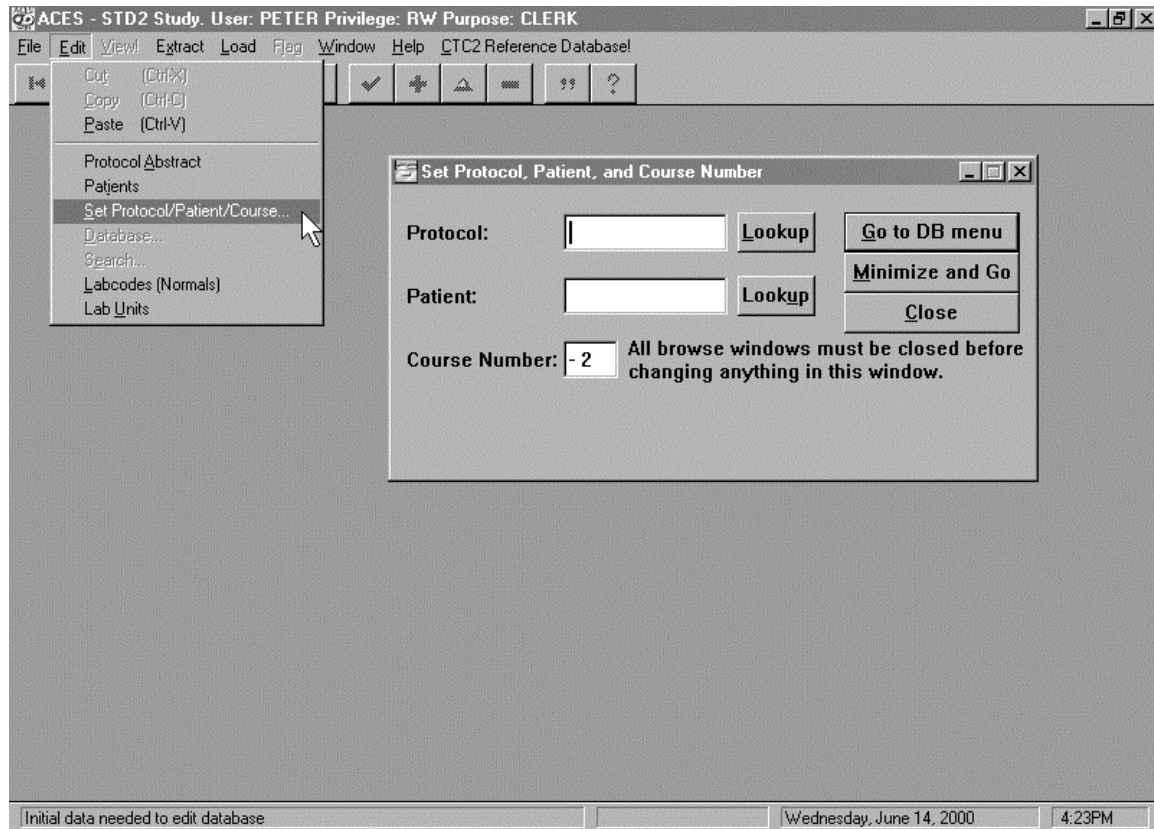 ACES - STD2 Study. User: PETER Privilege: RW Purpose: CLERK
File Edit View! Extract Load Flag Window Help CTC2 Reference Database!
Cut (Ctrl-X)
Copy (Ctrl-C)
Paste (Ctrl-V)
Protocol Abstract
Patients
Set Protocol/Patient/Course...
Database...
Search...
Labcodes (Normals)
Lab Units
Set Protocol, Patient, and Course Number
Protocol: Lookup Go to DB menu
Minimize and Go
Patient: Lookup
Close
Course Number: - 2 All browse windows must be closed before
changing anything in this window.
Initial data needed to edit database Wednesday, June 14, 2000 4:23PM